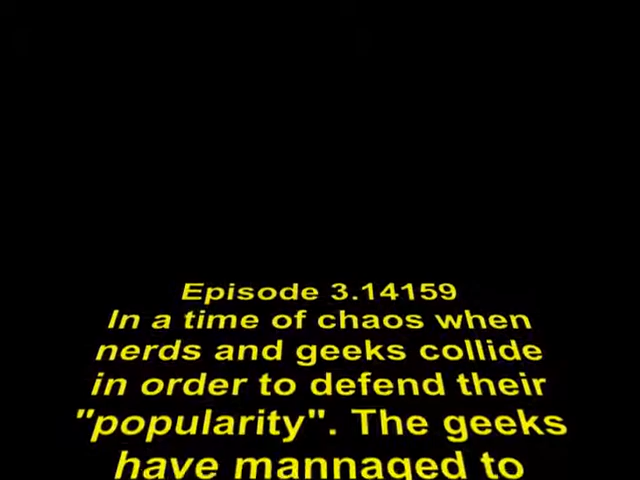 Episode 3.14159
In a time of chaos when
nerds and geeks collide
in order to defend their
"popularity". The geeks
have mannaged to